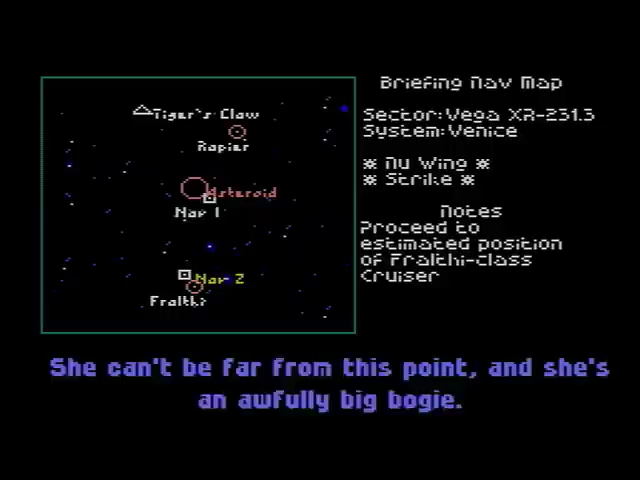 Briefing Nav Map
Tiger's Claw
Rapier
Asteroid
Nav 1
Nav 2
Fralthi
Sector:Vega XR-231.5
System:Venice
* Nu Wing *
* Strike *
Notes
Proceed to
estimated position
of Fralthi-class
Cruiser
She can't be far from this point, and she's
an awfully big bogie.